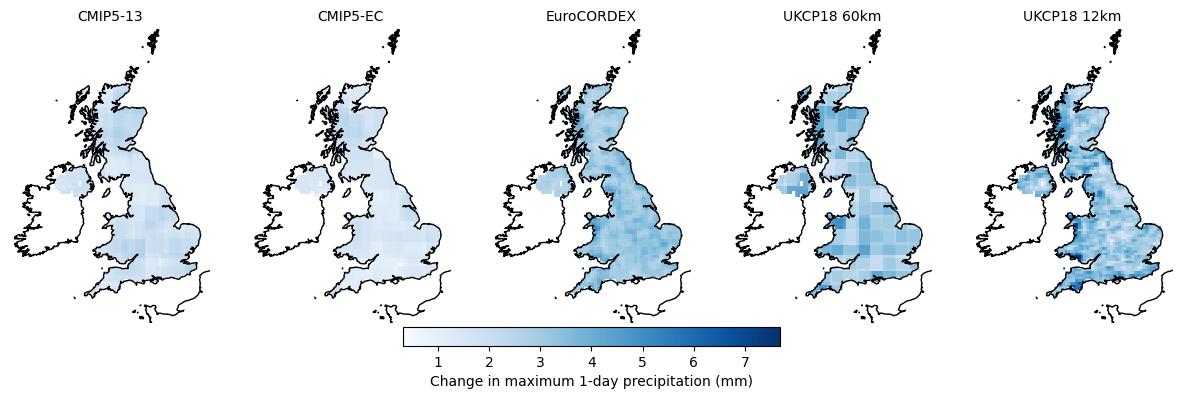 CMIP5-13
CMIP5-EC
EuroCORDEX
UKCP18 60km
UKCP18 12km
1 2 3 4 5 6 7
Change in maximum 1-day precipitation (mm)